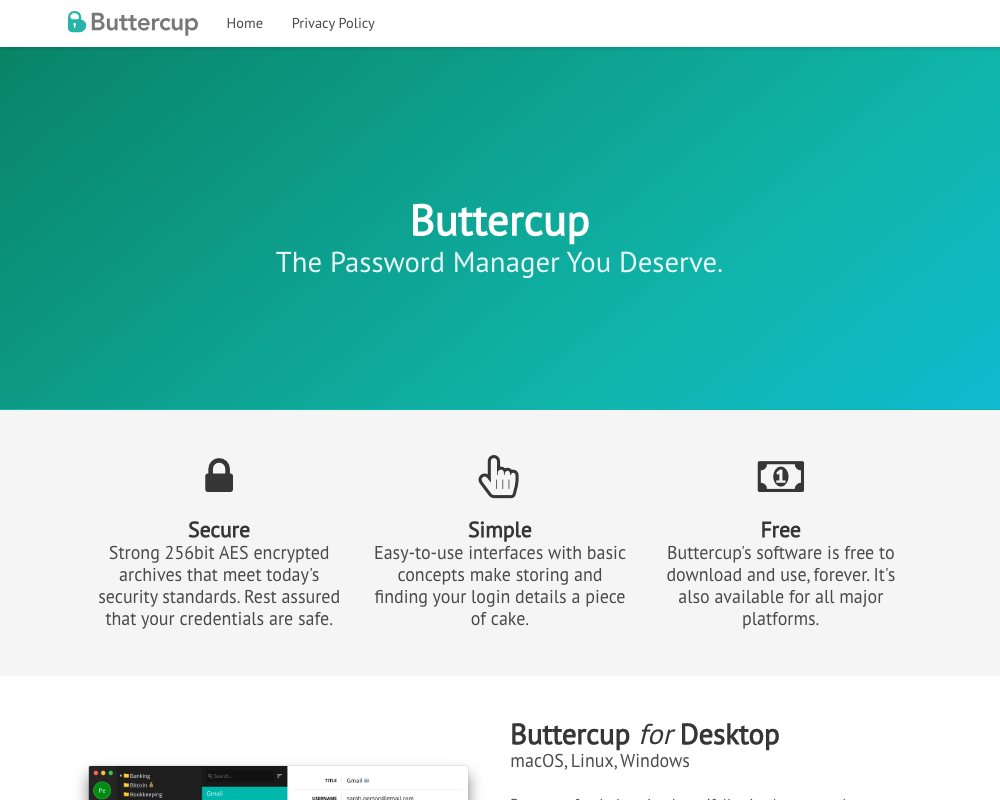 Buttercup Home Privacy Policy
Buttercup
The Password Manager You Deserve.
Secure
Strong 256bit AES encrypted
archives that meet today's
security standards. Rest assured
that your credentials are safe.
Simple
Easy-to-use interfaces with basic
concepts make storing and
finding your login details a piece
of cake.
1
Free
Buttercup's software is free to
download and use, forever. It's
also available for all major
platforms.
Buttercup for Desktop
macOS, Linux, Windows
Pe
Banking
Bitcoin
Bookkeeping
Search...
Gmail
TITLE Gmail
USERNAME sarah.person@gmail.com